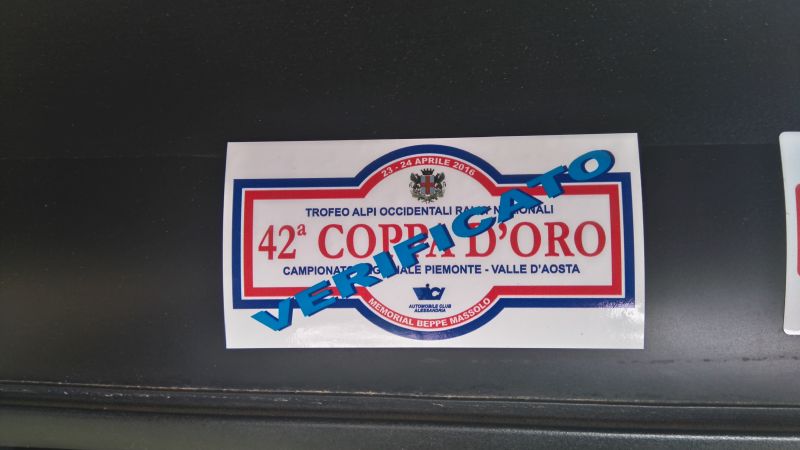 23 - 24 APRILE 2016
TROFEO ALPI OCCIDENTALI NAZIONALI
42ª COPPA D'ORO
CAMPIONATO REGIONALE PIEMONTE - VALLE D'AOSTA
VERIFICATO
ACI
AUTOMOBILE CLUB
ALESSANDRIA
MEMORIAL BEPPE MASSOLO